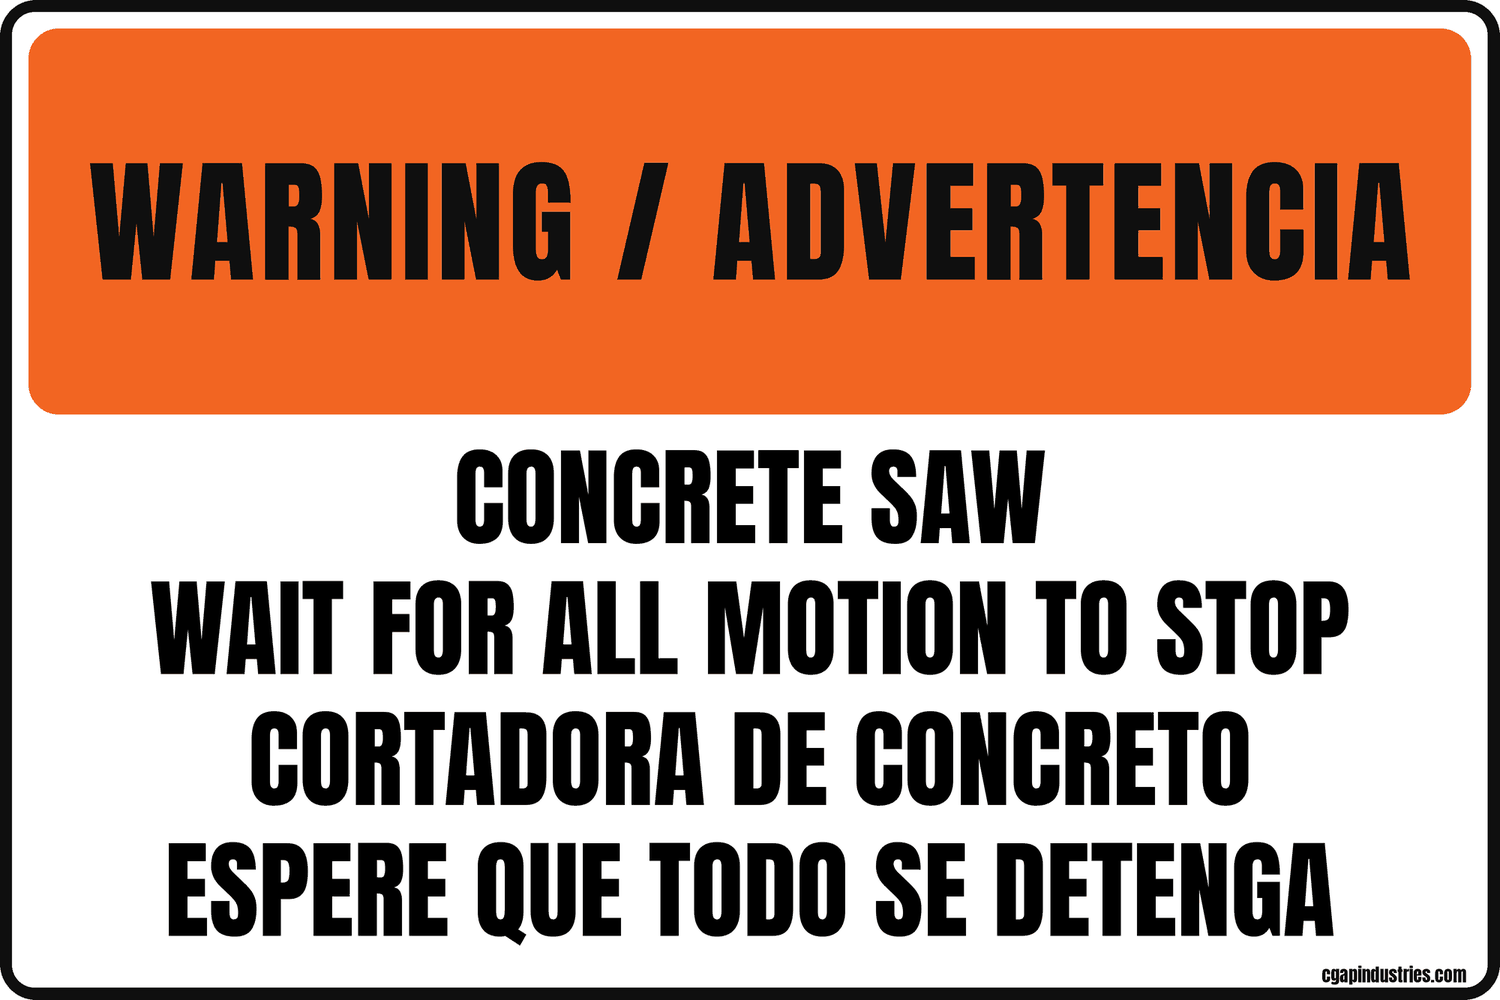 WARNING / ADVERTENCIA
CONCRETE SAW
WAIT FOR ALL MOTION TO STOP
CORTADORA DE CONCRETO
ESPERE QUE TODO SE DETENGA
cgapindustries.com